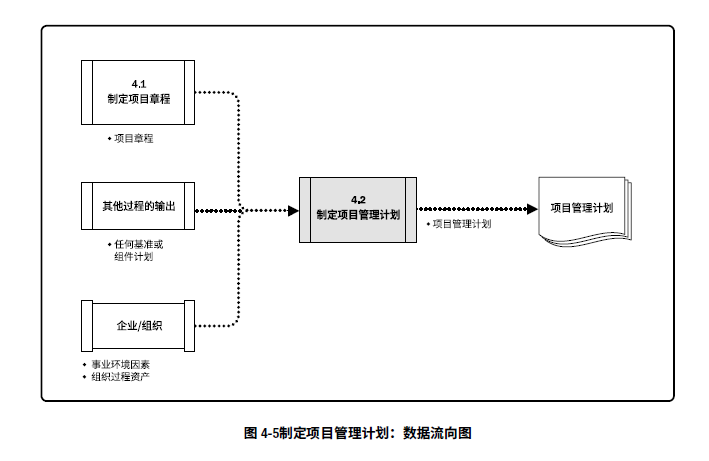 4.1
制定项目章程
◆ 项目章程
其他过程的输出
◆ 任何基准或
组件计划
企业/组织
◆ 事业环境因素
◆ 组织过程资产
4.2
制定项目管理计划
◆ 项目管理计划
项目管理计划
图 4-5制定项目管理计划：数据流向图